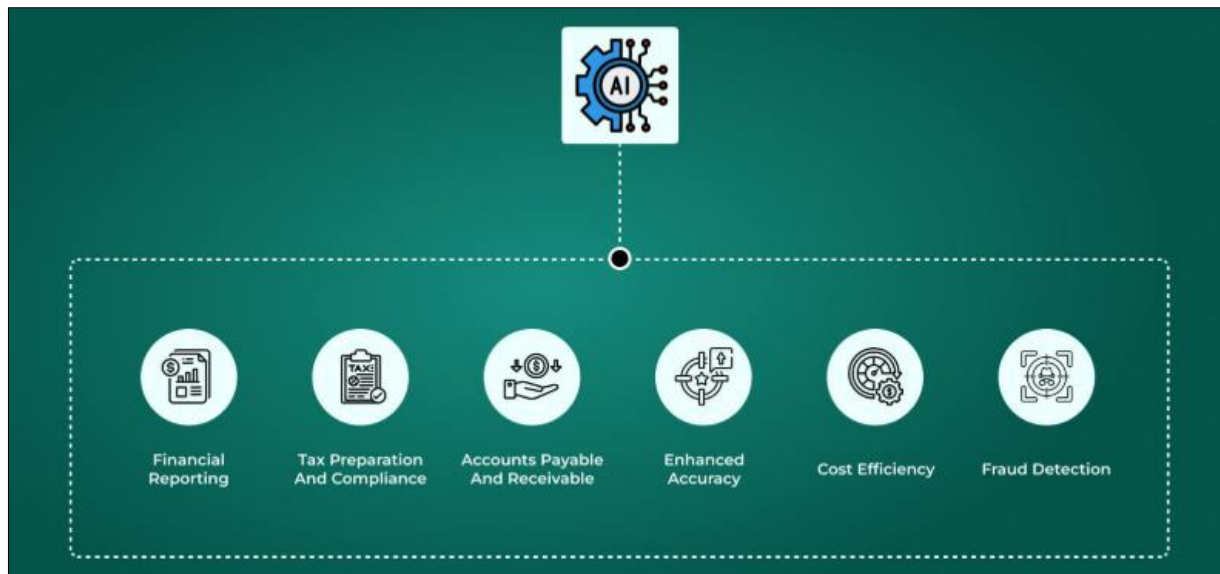 AI
TAX
Financial
Reporting
Tax Preparation
And Compliance
Accounts Payable
And Receivable
Enhanced
Accuracy
Cost Efficiency
Fraud Detection